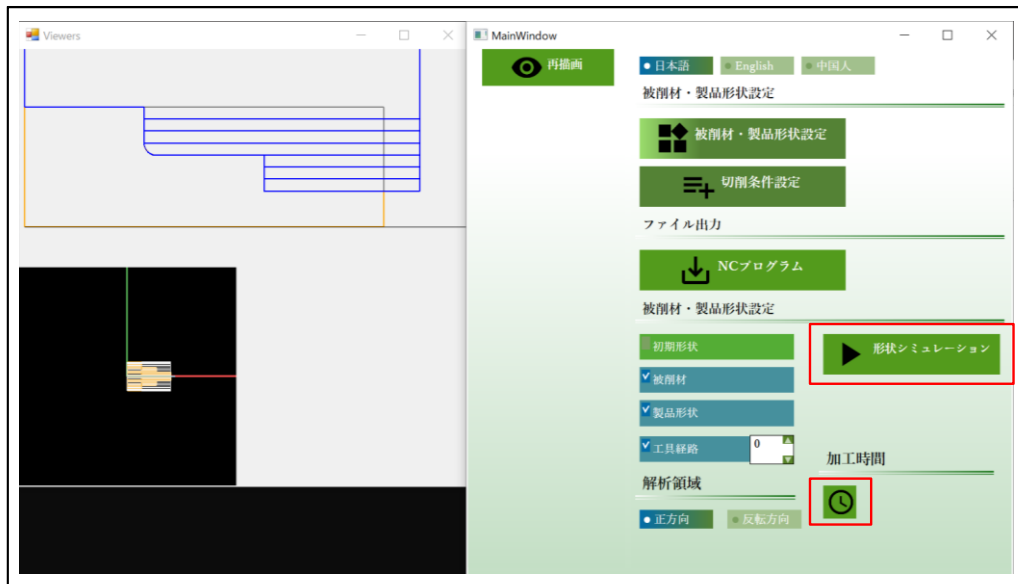 Viewers
MainWindow
再描画
日本語
English
中国人
被削材・製品形状設定
被削材・製品形状設定
切削条件設定
ファイル出力
NCプログラム
被削材・製品形状設定
初期形状
形状シミュレーション
被削材
製品形状
工具経路
0
加工時間
解析領域
正方向
反転方向